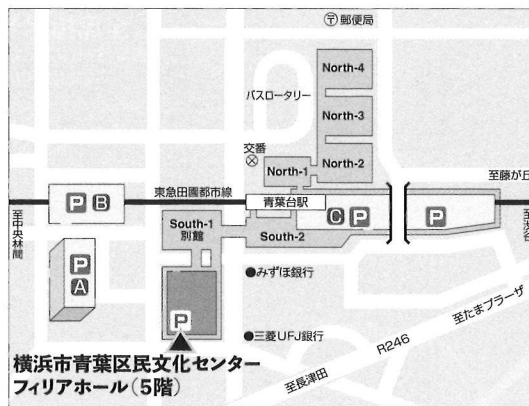 〒郵便局
North-4
バスロータリー
North-3
交番
North-2
North-1
至藤が丘
東急田園都市線
青葉台駅
P B
C P
P
至中央林間
至渋谷
South-1
別館
South-2
P
A
●みずほ銀行
至たまプラーザ
P
R246
●三菱UFJ銀行
横浜市青葉区民文化センター
フィリアホール(5階)
至長津田